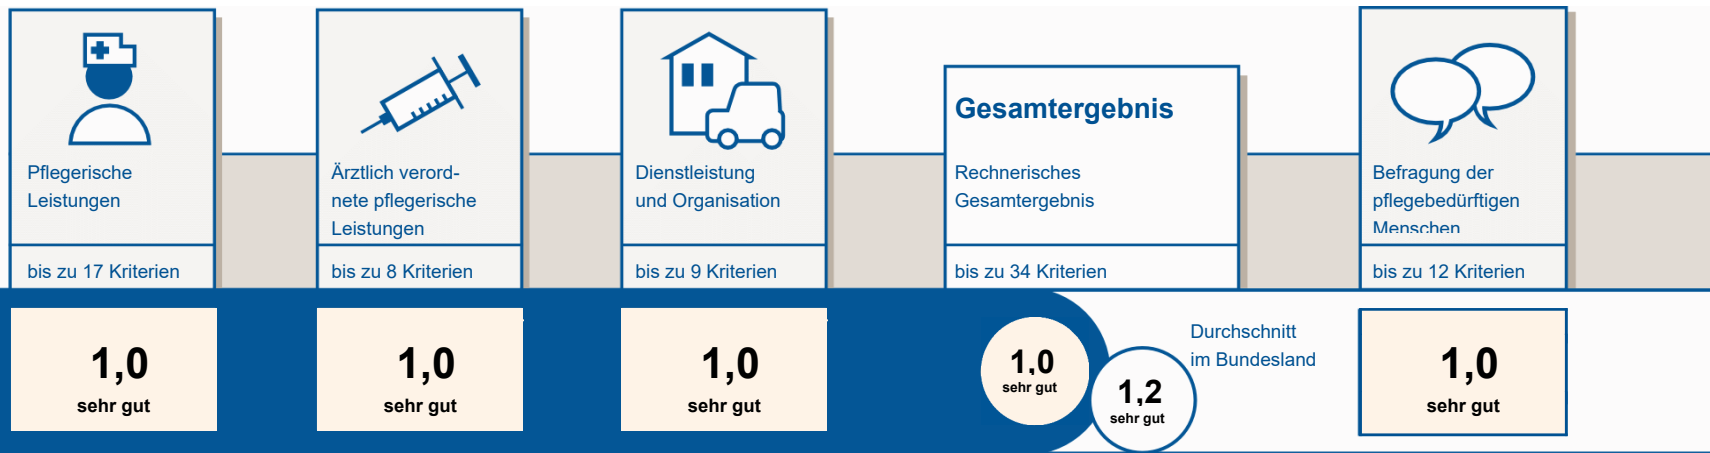 Pflegerische
Leistungen
bis zu 17 Kriterien
1,0
sehr gut
Ärztlich verord-
nete pflegerische
Leistungen
bis zu 8 Kriterien
1,0
sehr gut
Dienstleistung
und Organisation
bis zu 9 Kriterien
1,0
sehr gut
Gesamtergebnis
Rechnerisches
Gesamtergebnis
bis zu 34 Kriterien
1,0
sehr gut
1,2
sehr gut
Durchschnitt
im Bundesland
Befragung der
pflegebedürftigen
Menschen
bis zu 12 Kriterien
1,0
sehr gut